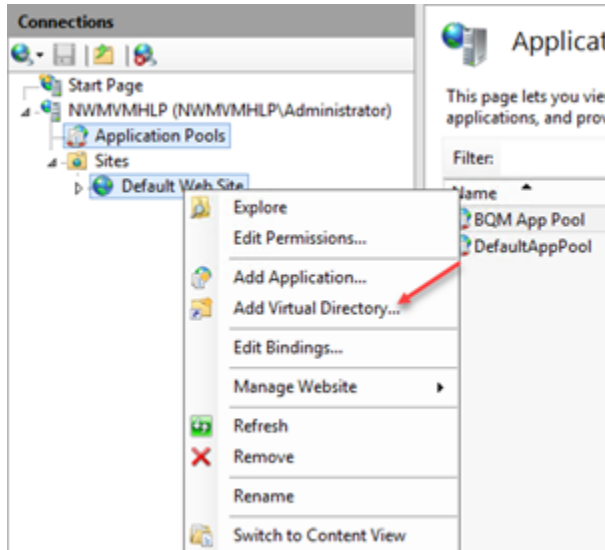 Connections
Start Page
NWMVMHLP (NWMVMHLP\Administrator)
Application Pools
Sites
Default Web Site
Explore
Edit Permissions...
Add Application...
Add Virtual Directory...
Edit Bindings...
Manage Website
Refresh
Remove
Rename
Switch to Content View
Applicat
This page lets you vie
applications, and prov
Filter:
Name
BQM App Pool
DefaultAppPool